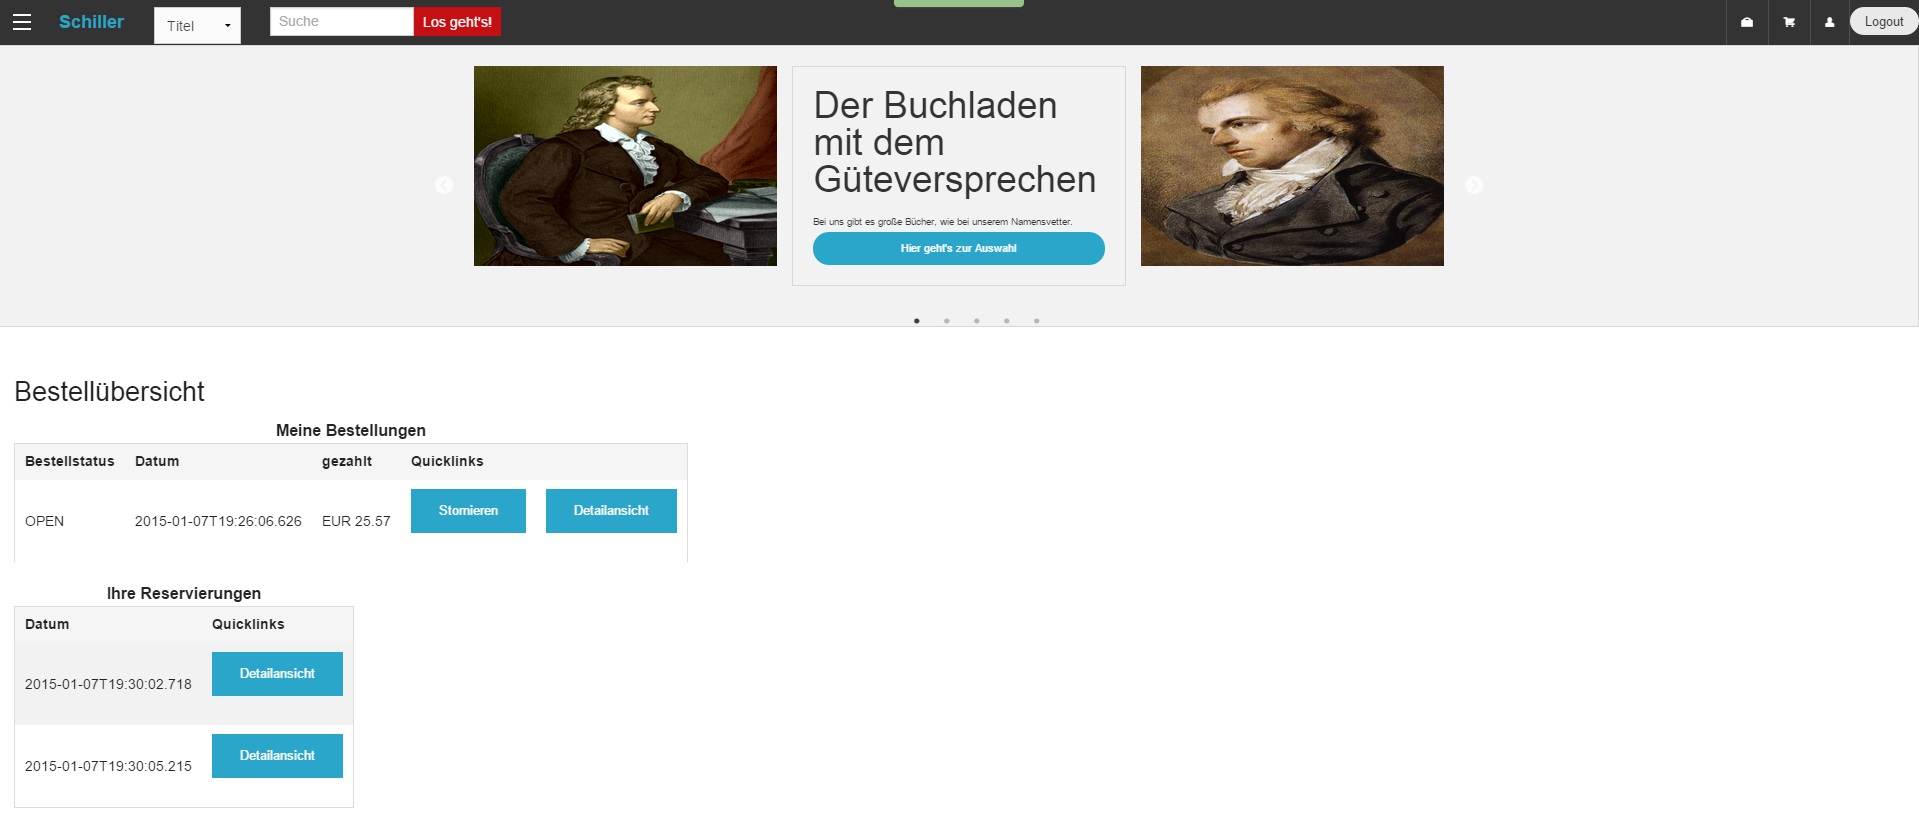 Schiller Titel Suche Los geht's! Logout
Der Buchladen
mit dem
Güteversprechen
Bei uns gibt es große Bücher, wie bei unserem Namensvetter.
Hier geht's zur Auswahl
Bestellübersicht
Meine Bestellungen
Bestellstatus Datum gezahlt Quicklinks
OPEN 2015-01-07T19:26:06.626 EUR 25.57 Stornieren Detailansicht
Ihre Reservierungen
Datum Quicklinks
2015-01-07T19:30:02.718 Detailansicht
2015-01-07T19:30:05.215 Detailansicht